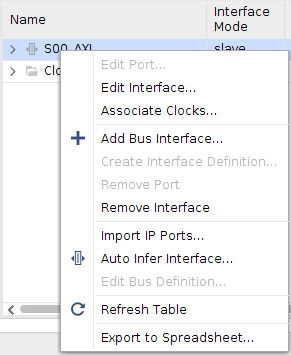 Name
Interface
Mode
S00_AXI
slave
Clo
Edit Port...
Edit Interface...
Associate Clocks...
Add Bus Interface...
Create Interface Definition...
Remove Port
Remove Interface
Import IP Ports...
Auto Infer Interface...
Edit Bus Definition...
Refresh Table
Export to Spreadsheet...